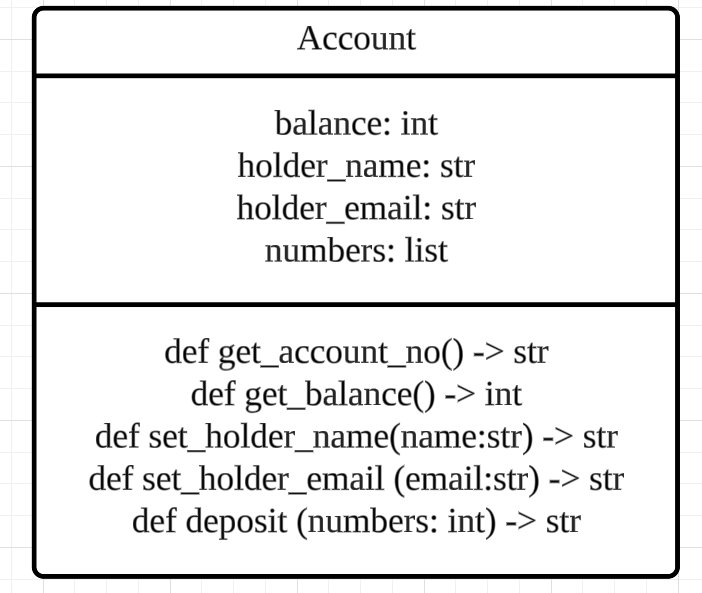 Account
balance: int
holder_name: str
holder_email: str
numbers: list
def get_account_no() -> str
def get_balance() -> int
def set_holder_name(name:str) -> str
def set_holder_email (email:str) -> str
def deposit (numbers: int) -> str